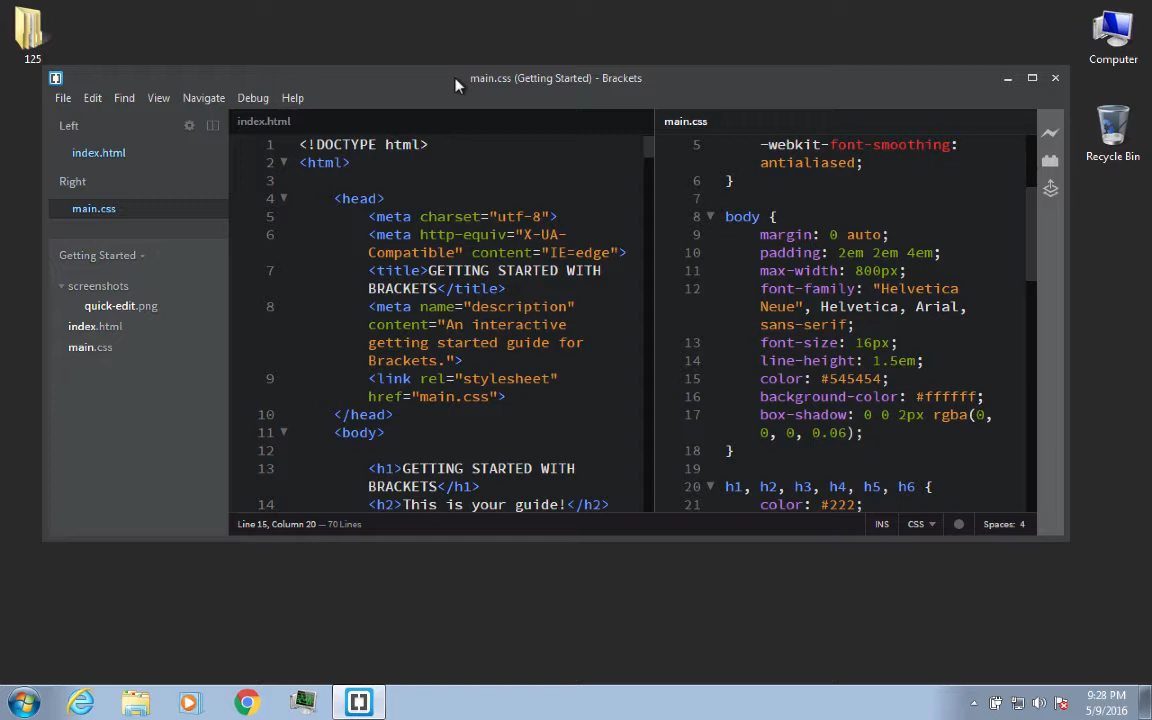 125
Computer
Recycle Bin
main.css (Getting Started) - Brackets
File Edit Find View Navigate Debug Help
Left
index.html
Right
main.css
Getting Started
screenshots
quick-edit.png
index.html
main.css
index.html
1 <!DOCTYPE html>
2 <html>
3
4 <head>
5 <meta charset="utf-8">
6 <meta http-equiv="X-UA-
Compatible" content="IE=edge">
7 <title>GETTING STARTED WITH
BRACKETS</title>
8 <meta name="description"
content="An interactive
getting started guide for
Brackets.">
9 <link rel="stylesheet"
href="main.css">
10 </head>
11 <body>
12
13 <h1>GETTING STARTED WITH
BRACKETS</h1>
14 <h2>This is your guide!</h2>
main.css
5 -webkit-font-smoothing:
antialiased;
6 }
7
8 body {
9 margin: 0 auto;
10 padding: 2em 2em 4em;
11 max-width: 800px;
12 font-family: "Helvetica
Neue", Helvetica, Arial,
sans-serif;
13 font-size: 16px;
14 line-height: 1.5em;
15 color: #545454;
16 background-color: #ffffff;
17 box-shadow: 0 0 2px rgba(0,
0, 0, 0.06);
18 }
19
20 h1, h2, h3, h4, h5, h6 {
21 color: #222;
Line 15, Column 20 — 70 Lines
INS CSS Spaces: 4
9:28 PM
5/9/2016